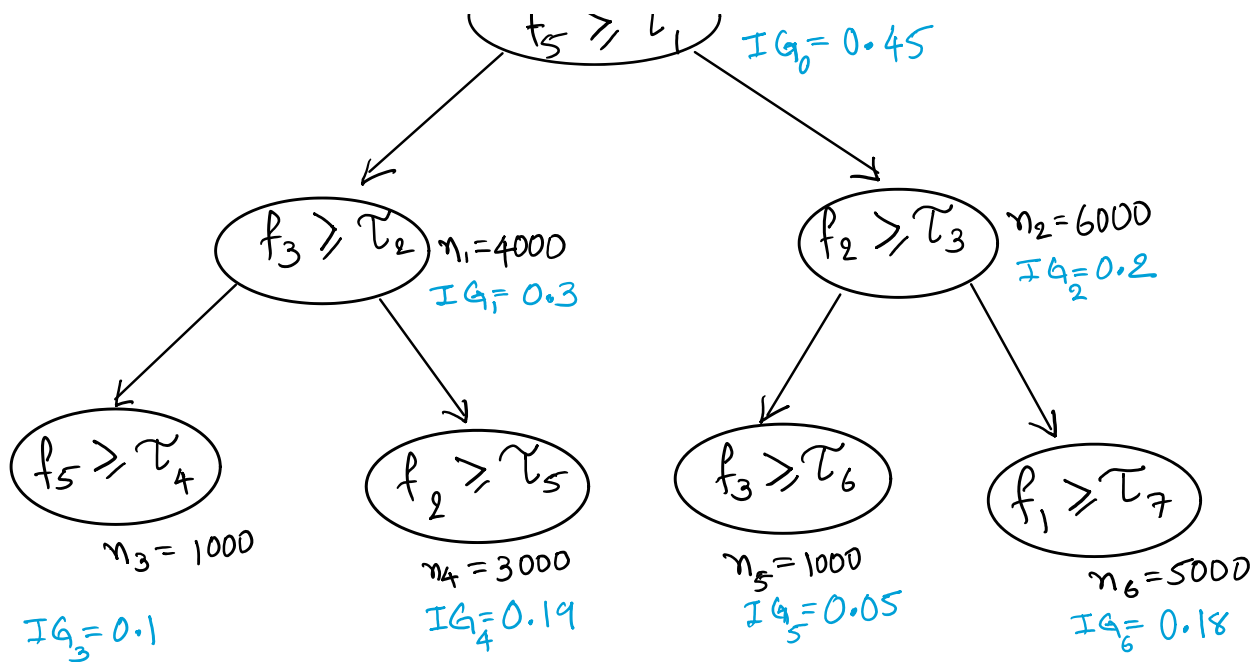 f5 ⩾ τ1
IG0 = 0.45
f3 ⩾ τ2
n1 = 4000
IG1 = 0.3
f2 ⩾ τ3
n2 = 6000
IG2 = 0.2
f5 ⩾ τ4
n3 = 1000
IG3 = 0.1
f2 ⩾ τ5
n4 = 3000
IG4 = 0.19
f3 ⩾ τ6
n5 = 1000
IG5 = 0.05
f1 ⩾ τ7
n6 = 5000
IG6 = 0.18